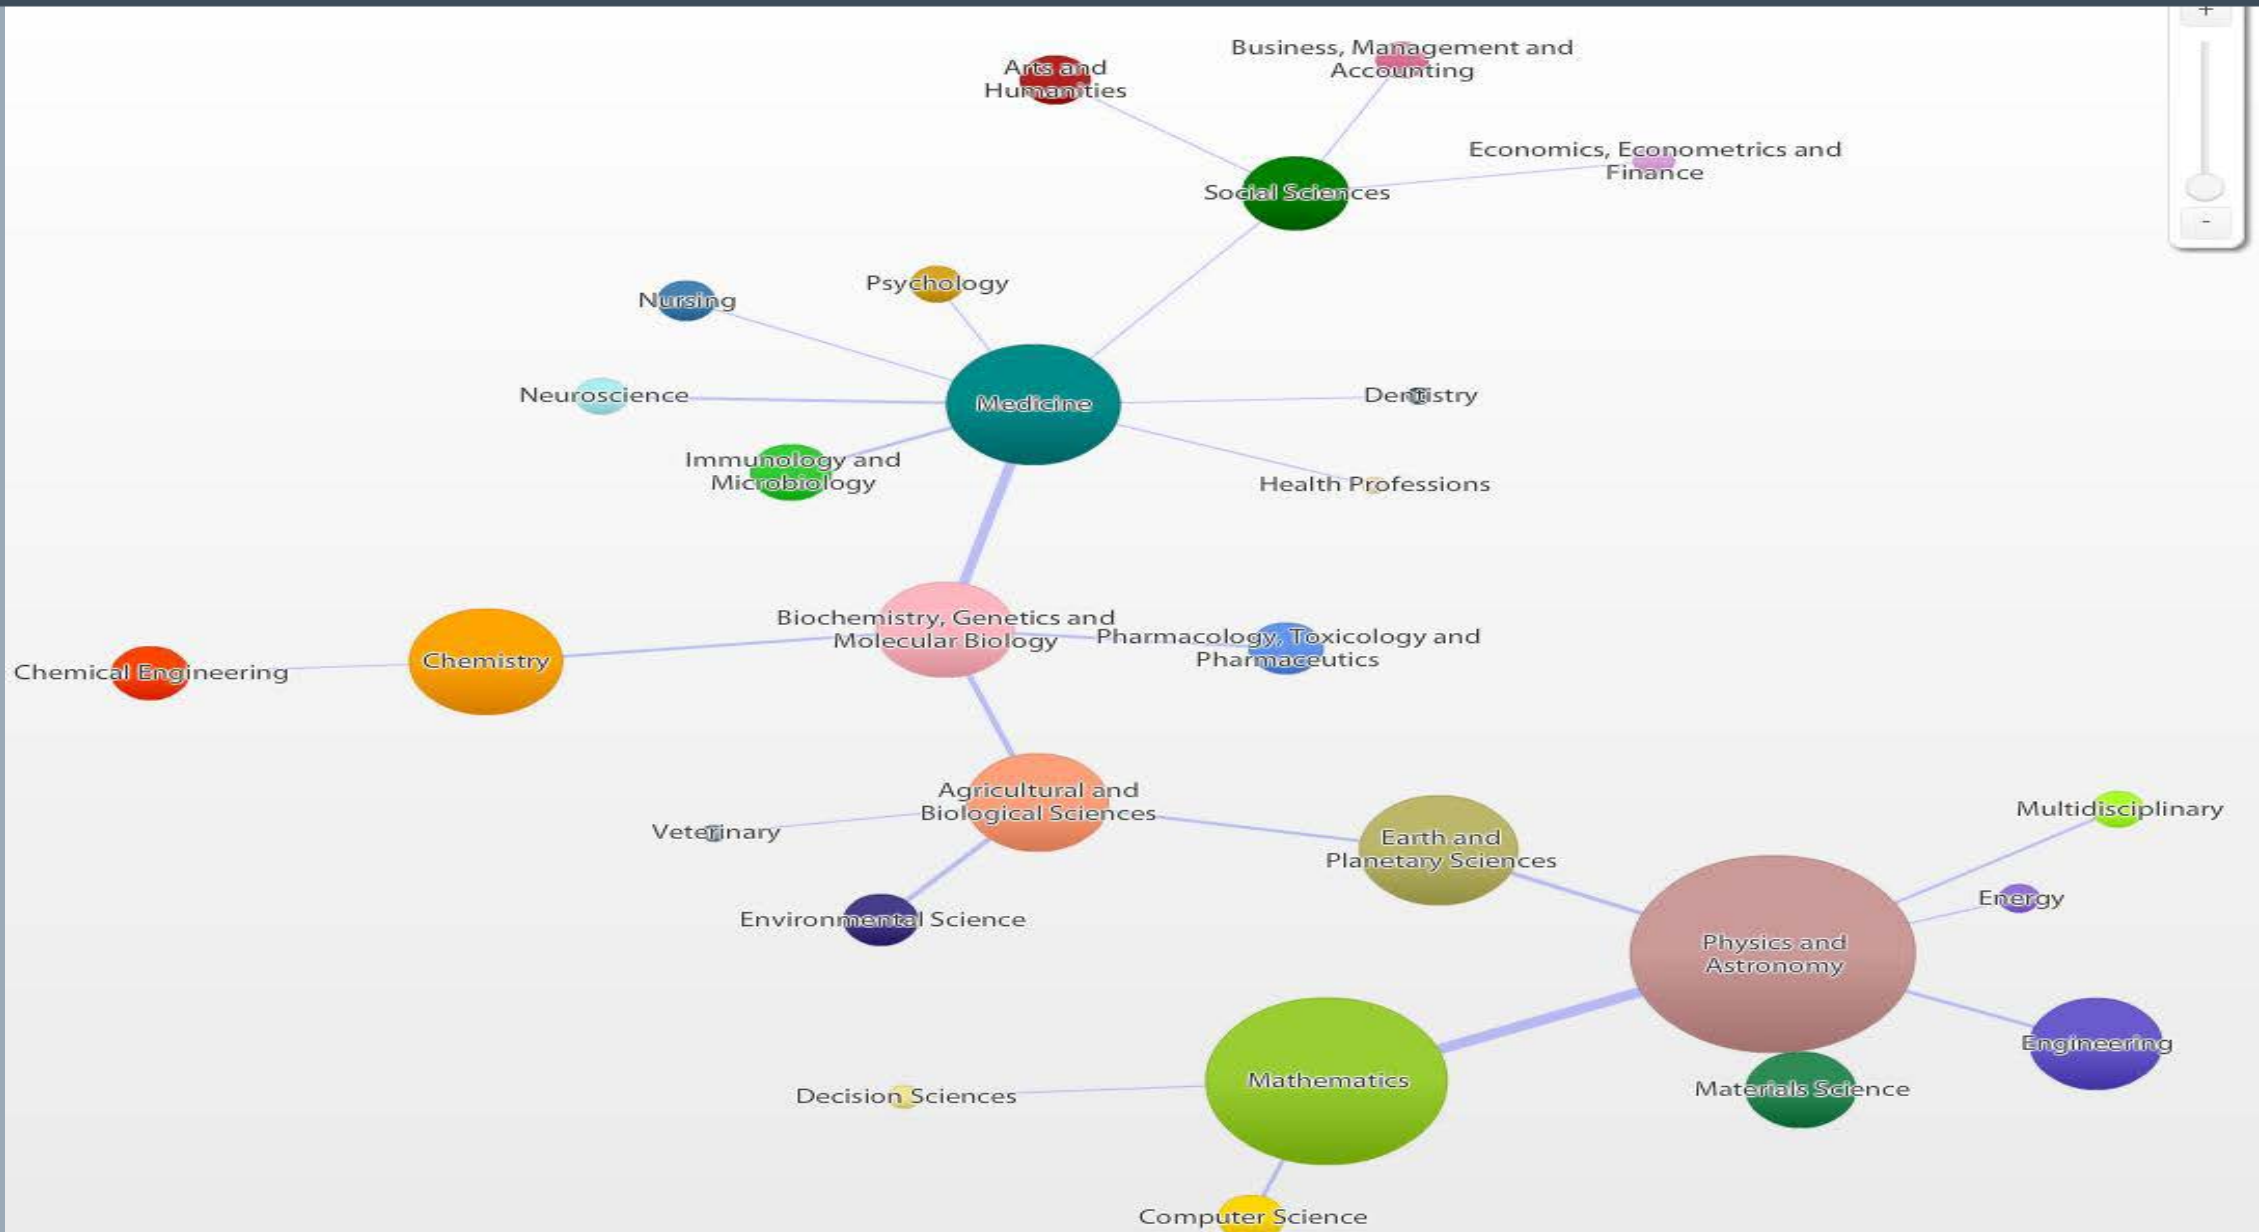 +
Business, Management and
Accounting
Arts and
Humanities
Economics, Econometrics and
Finance
Social Sciences
-
Psychology
Nursing
Neuroscience
Medicine
Dentistry
Immunology and
Microbiology
Health Professions
Biochemistry, Genetics and
Molecular Biology
Pharmacology, Toxicology and
Pharmaceutics
Chemistry
Chemical Engineering
Agricultural and
Biological Sciences
Veterinary
Earth and
Planetary Sciences
Multidisciplinary
Energy
Environmental Science
Physics and
Astronomy
Engineering
Mathematics
Materials Science
Decision Sciences
Computer Science